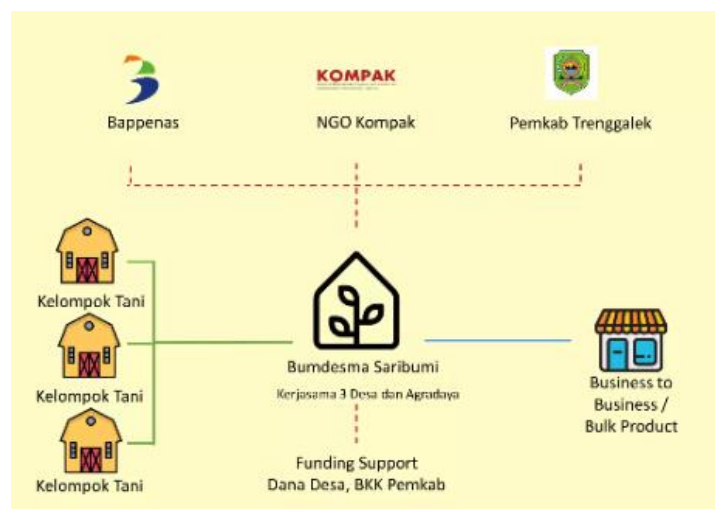 KOMPAK
Bappenas
NGO Kompak
Pemkab Trenggalek
Kelompok Tani
Kelompok Tani
Kelompok Tani
Bumdesma Saribumi
Kerjasama 3 Desa dan Agradaya
Funding Support
Dana Desa, BKK Pemkab
Business to
Business /
Bulk Product